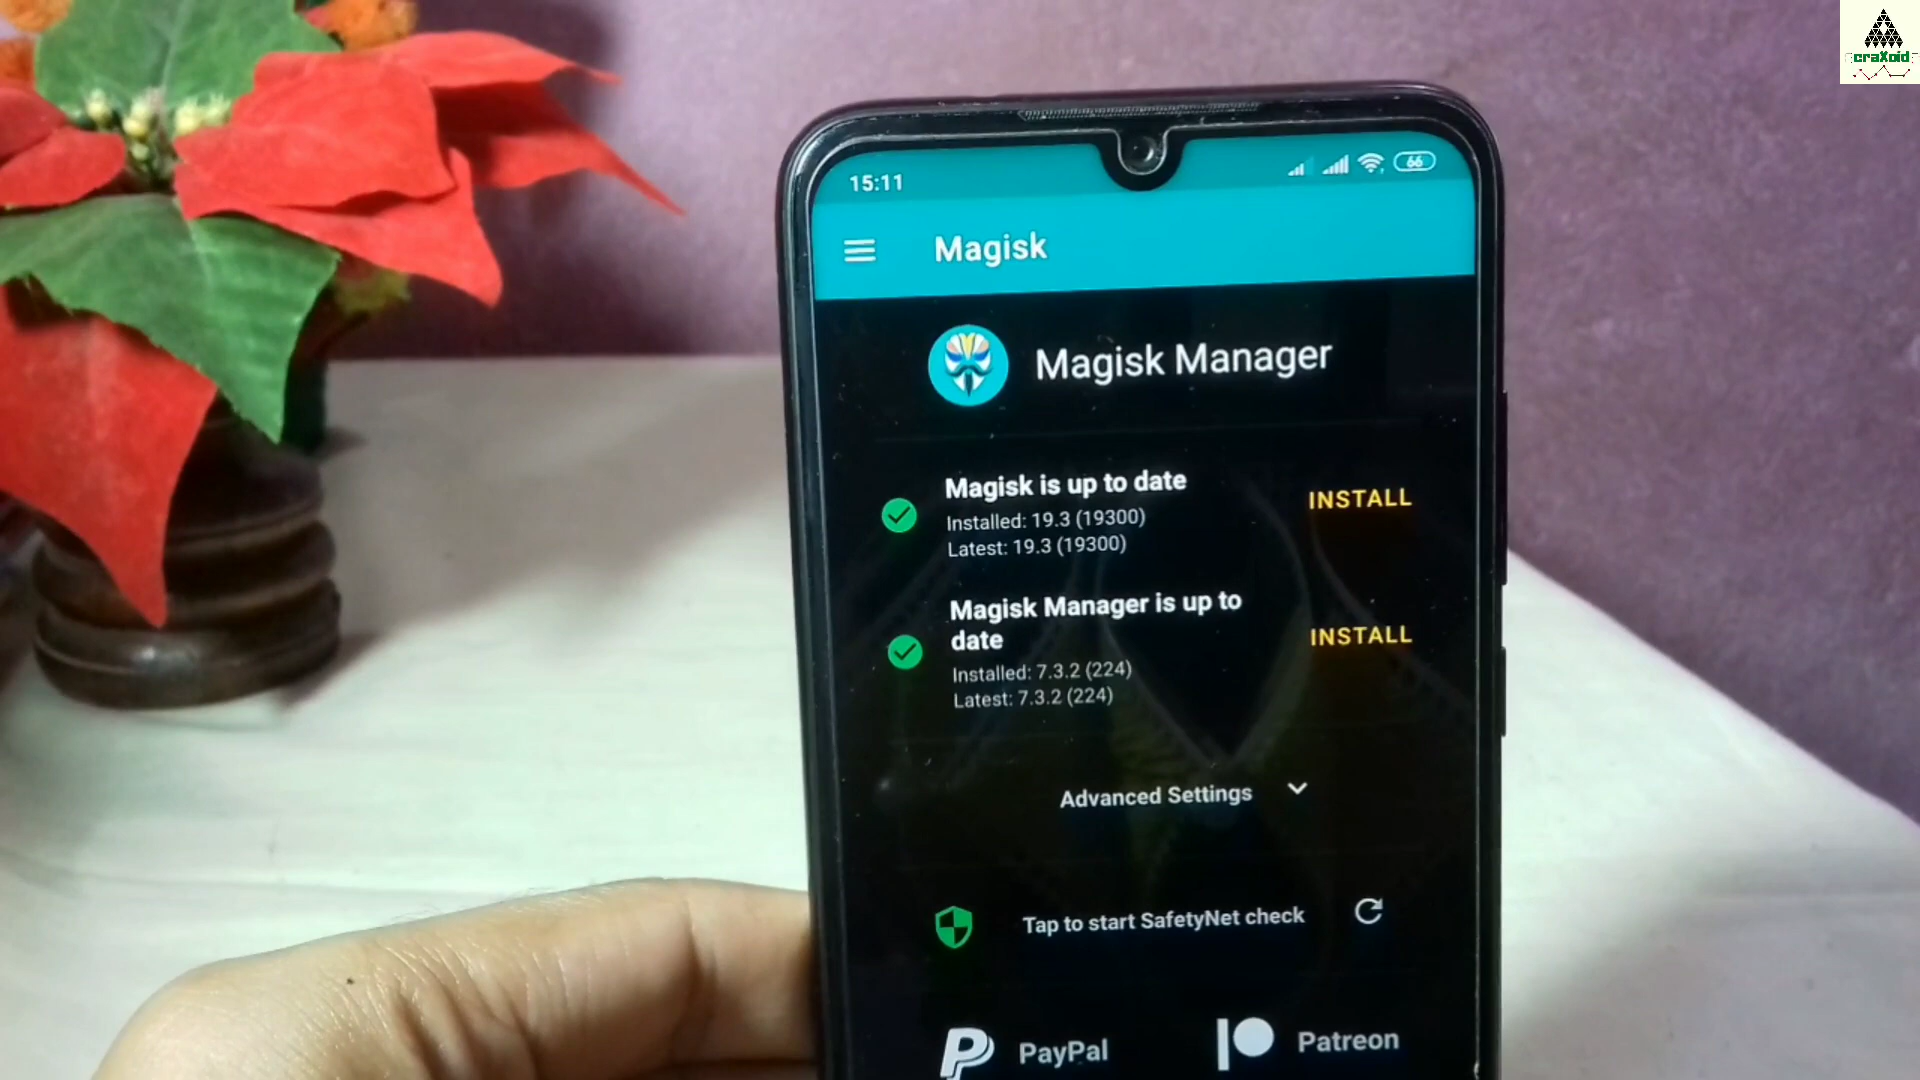 craXoid
15:11
66
Magisk
Magisk Manager
Magisk is up to date
INSTALL
Installed: 19.3 (19300)
Latest: 19.3 (19300)
Magisk Manager is up to
date
INSTALL
Installed: 7.3.2 (224)
Latest: 7.3.2 (224)
Advanced Settings
Tap to start SafetyNet check
PayPal
Patreon